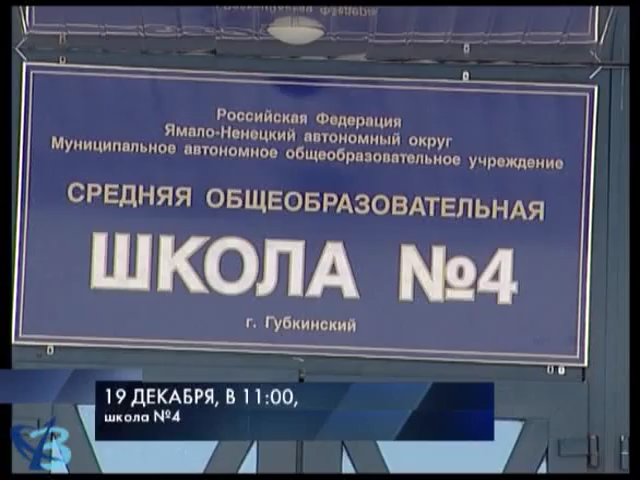 Российская Федерация
Ямало-Ненецкий автономный округ
Муниципальное автономное общеобразовательное учреждение
СРЕДНЯЯ ОБЩЕОБРАЗОВАТЕЛЬНАЯ
ШКОЛА №4
г. Губкинский
19 ДЕКАБРЯ, В 11:00,
школа №4